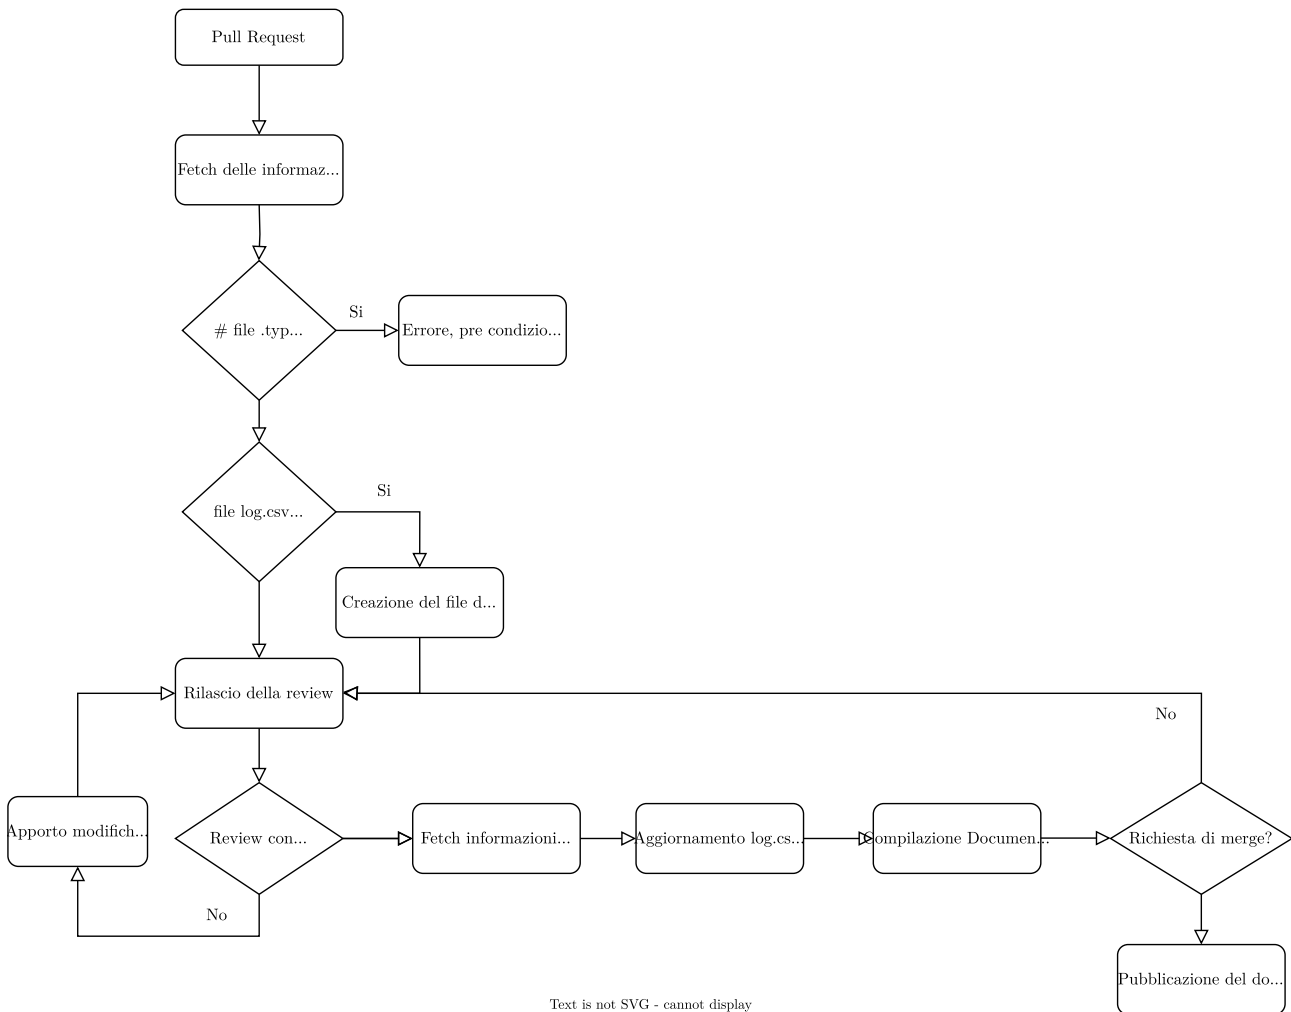 Pull Request
Fetch delle informaz...
# file .typ...
Si
Errore, pre condizio...
file log.csv...
Si
Creazione del file d...
Rilascio della review
No
Apporto modifich...
Review con...
Fetch informazioni...
Aggiornamento log.cs...
Compilazione Documen...
Richiesta di merge?
No
Pubblicazione del do...
Text is not SVG - cannot display